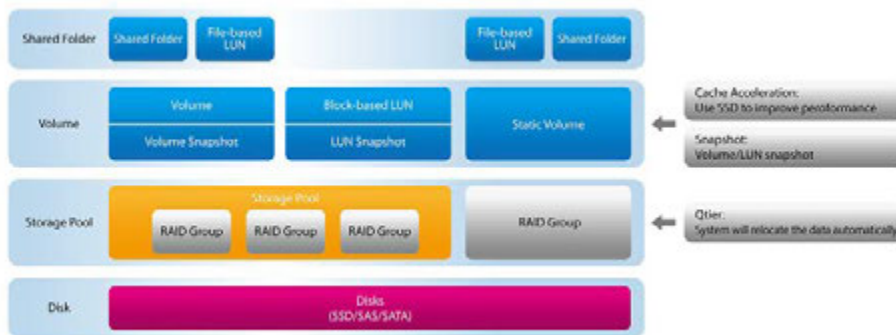 Shared Folder
Shared Folder
File-based
LUN
File-based
LUN
Shared Folder
Volume
Volume
Volume Snapshot
Block-based LUN
LUN Snapshot
Static Volume
Cache Acceleration:
Use SSD to improve peroformance
Snapshot:
Volume/LUN snapshot
Storage Pool
Storage Pool
RAID Group
RAID Group
RAID Group
RAID Group
Qtier:
System will relocate the data automatically
Disk
Disks
(SSD/SAS/SATA)